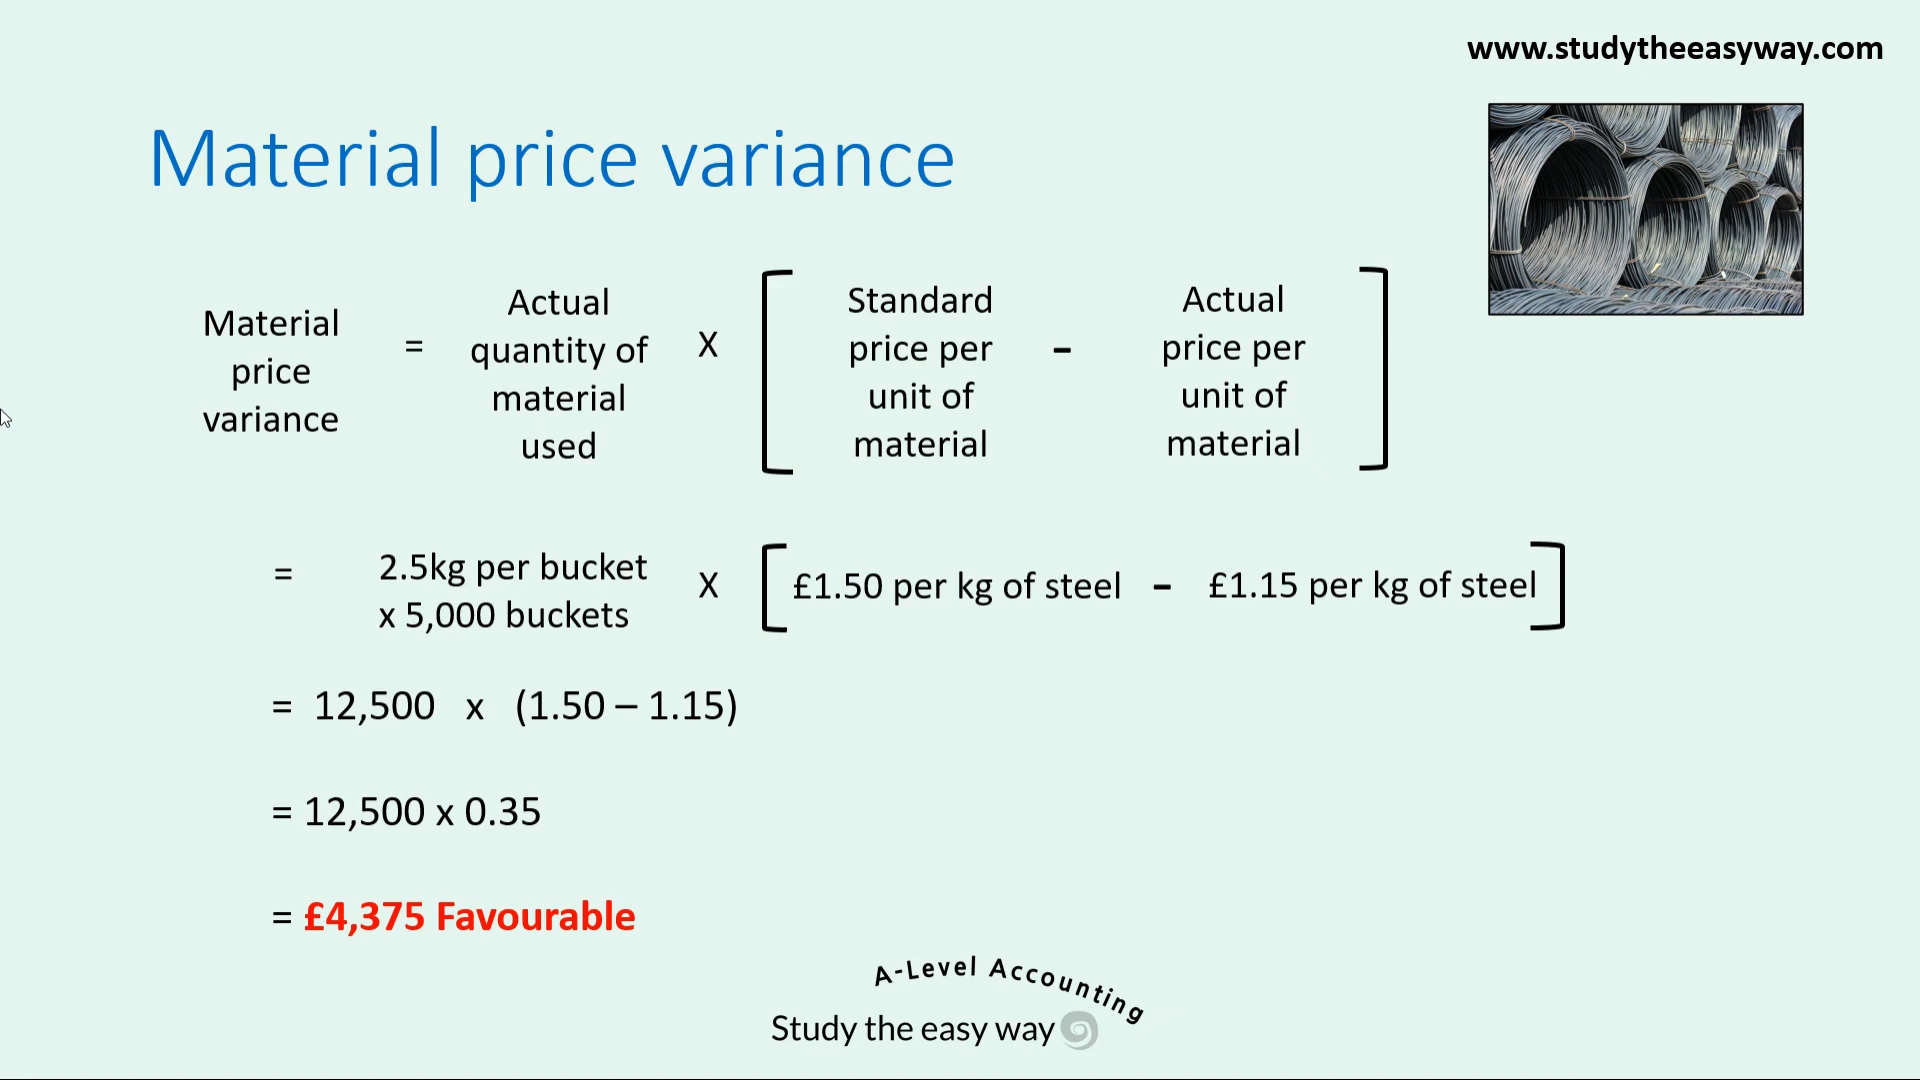 www.studytheeasyway.com
Material price variance
Material
price
variance
=
Actual
quantity of
material
used
X
Standard
price per
unit of
material
-
Actual
price per
unit of
material
=
2.5kg per bucket
x 5,000 buckets
X
[£1.50 per kg of steel - £1.15 per kg of steel]
= 12,500 x (1.50 – 1.15)
= 12,500 x 0.35
= £4,375 Favourable
A-Level Accounting
Study the easy way